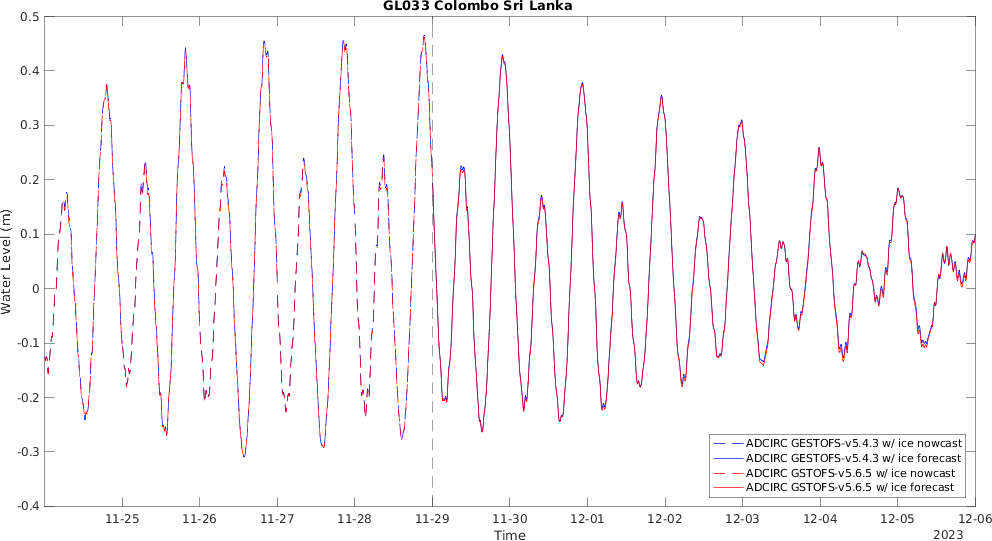 GL033 Colombo Sri Lanka
Water Level (m)
0.5
0.4
0.3
0.2
0.1
0
-0.1
-0.2
-0.3
-0.4
ADCIRC GESTOFS-v5.4.3 w/ ice nowcast
ADCIRC GESTOFS-v5.4.3 w/ ice forecast
ADCIRC GSTOFS-v5.6.5 w/ ice nowcast
ADCIRC GSTOFS-v5.6.5 w/ ice forecast
11-25 11-26 11-27 11-28 11-29 11-30 12-01 12-02 12-03 12-04 12-05 12-06
Time
2023